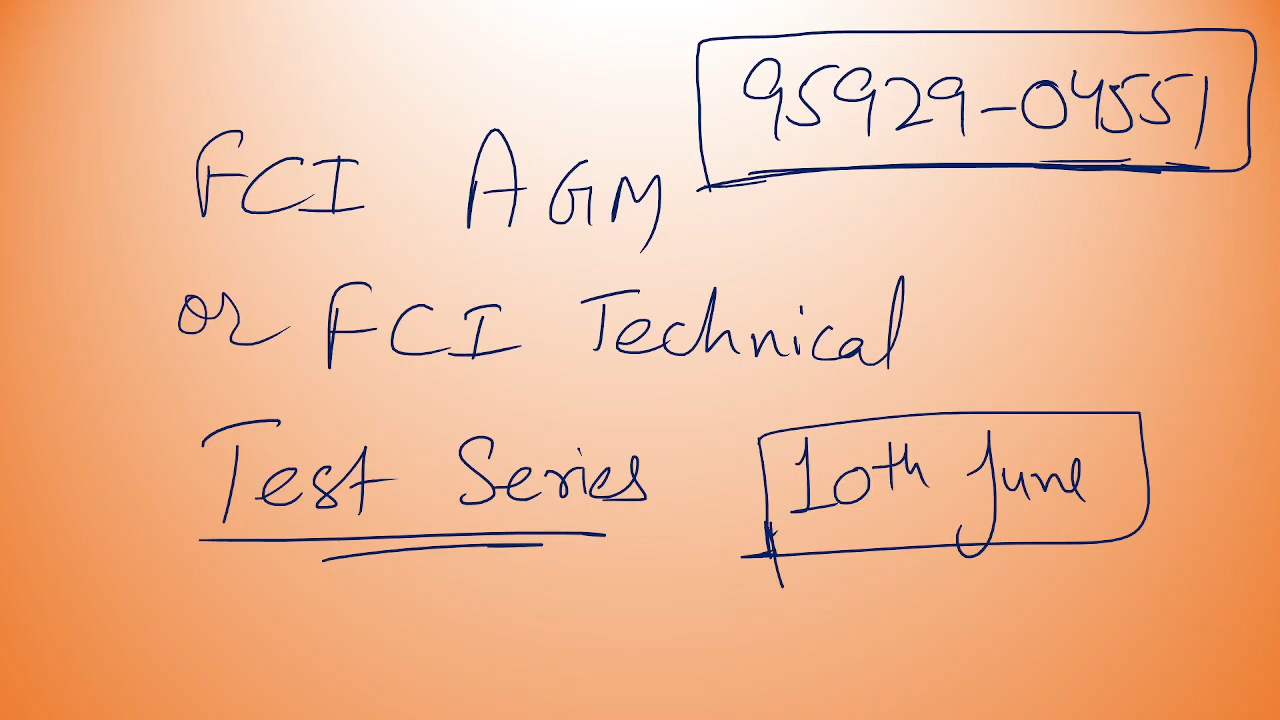 95929-04551
FCI AGM
or FCI Technical
Test Series
10th June